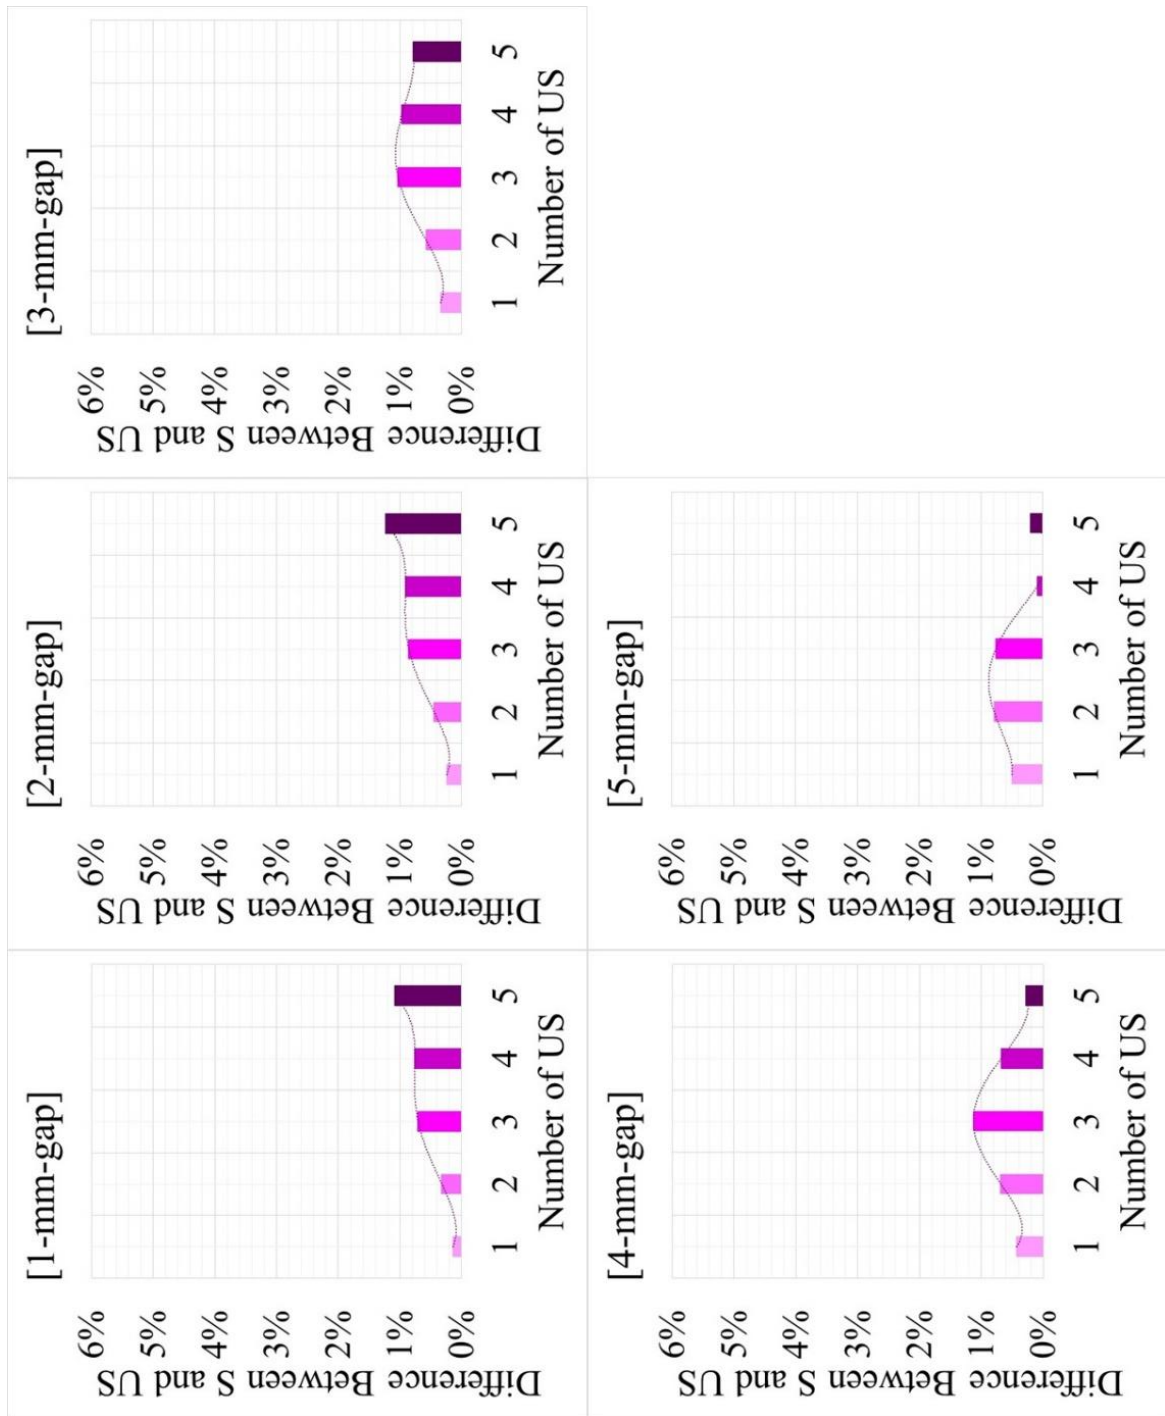 [1-mm-gap]
Difference Between S and US
6%
5%
4%
3%
2%
1%
0%
1 2 3 4 5
Number of US
[2-mm-gap]
Difference Between S and US
6%
5%
4%
3%
2%
1%
0%
1 2 3 4 5
Number of US
[3-mm-gap]
Difference Between S and US
6%
5%
4%
3%
2%
1%
0%
1 2 3 4 5
Number of US
[4-mm-gap]
Difference Between S and US
6%
5%
4%
3%
2%
1%
0%
1 2 3 4 5
Number of US
[5-mm-gap]
Difference Between S and US
6%
5%
4%
3%
2%
1%
0%
1 2 3 4 5
Number of US